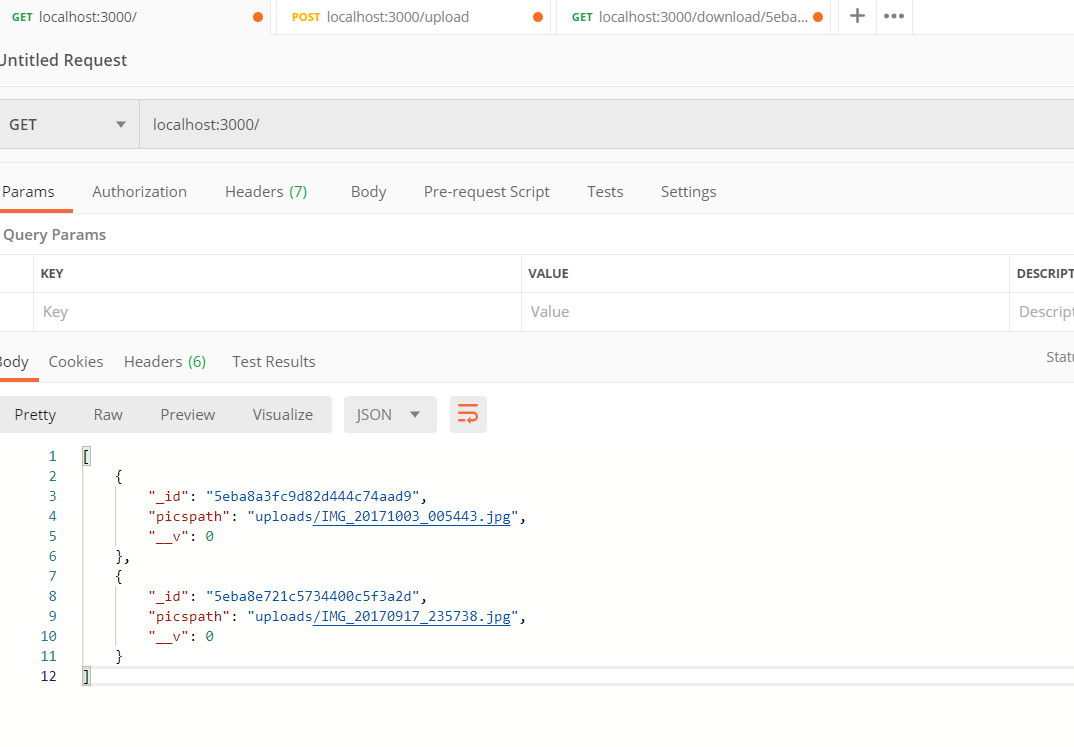 GET localhost:3000/ POST localhost:3000/upload GET localhost:3000/download/5eba... + •••
Untitled Request
GET localhost:3000/
Params Authorization Headers (7) Body Pre-request Script Tests Settings
Query Params
KEY VALUE DESCRIPT
Key Value Descript
Body Cookies Headers (6) Test Results Statu
Pretty Raw Preview Visualize JSON
1 [
2 {
3 "_id": "5eba8a3fc9d82d444c74aad9",
4 "picspath": "uploads/IMG_20171003_005443.jpg",
5 "__v": 0
6 },
7 {
8 "_id": "5eba8e721c5734400c5f3a2d",
9 "picspath": "uploads/IMG_20170917_235738.jpg",
10 "__v": 0
11 }
12 ]